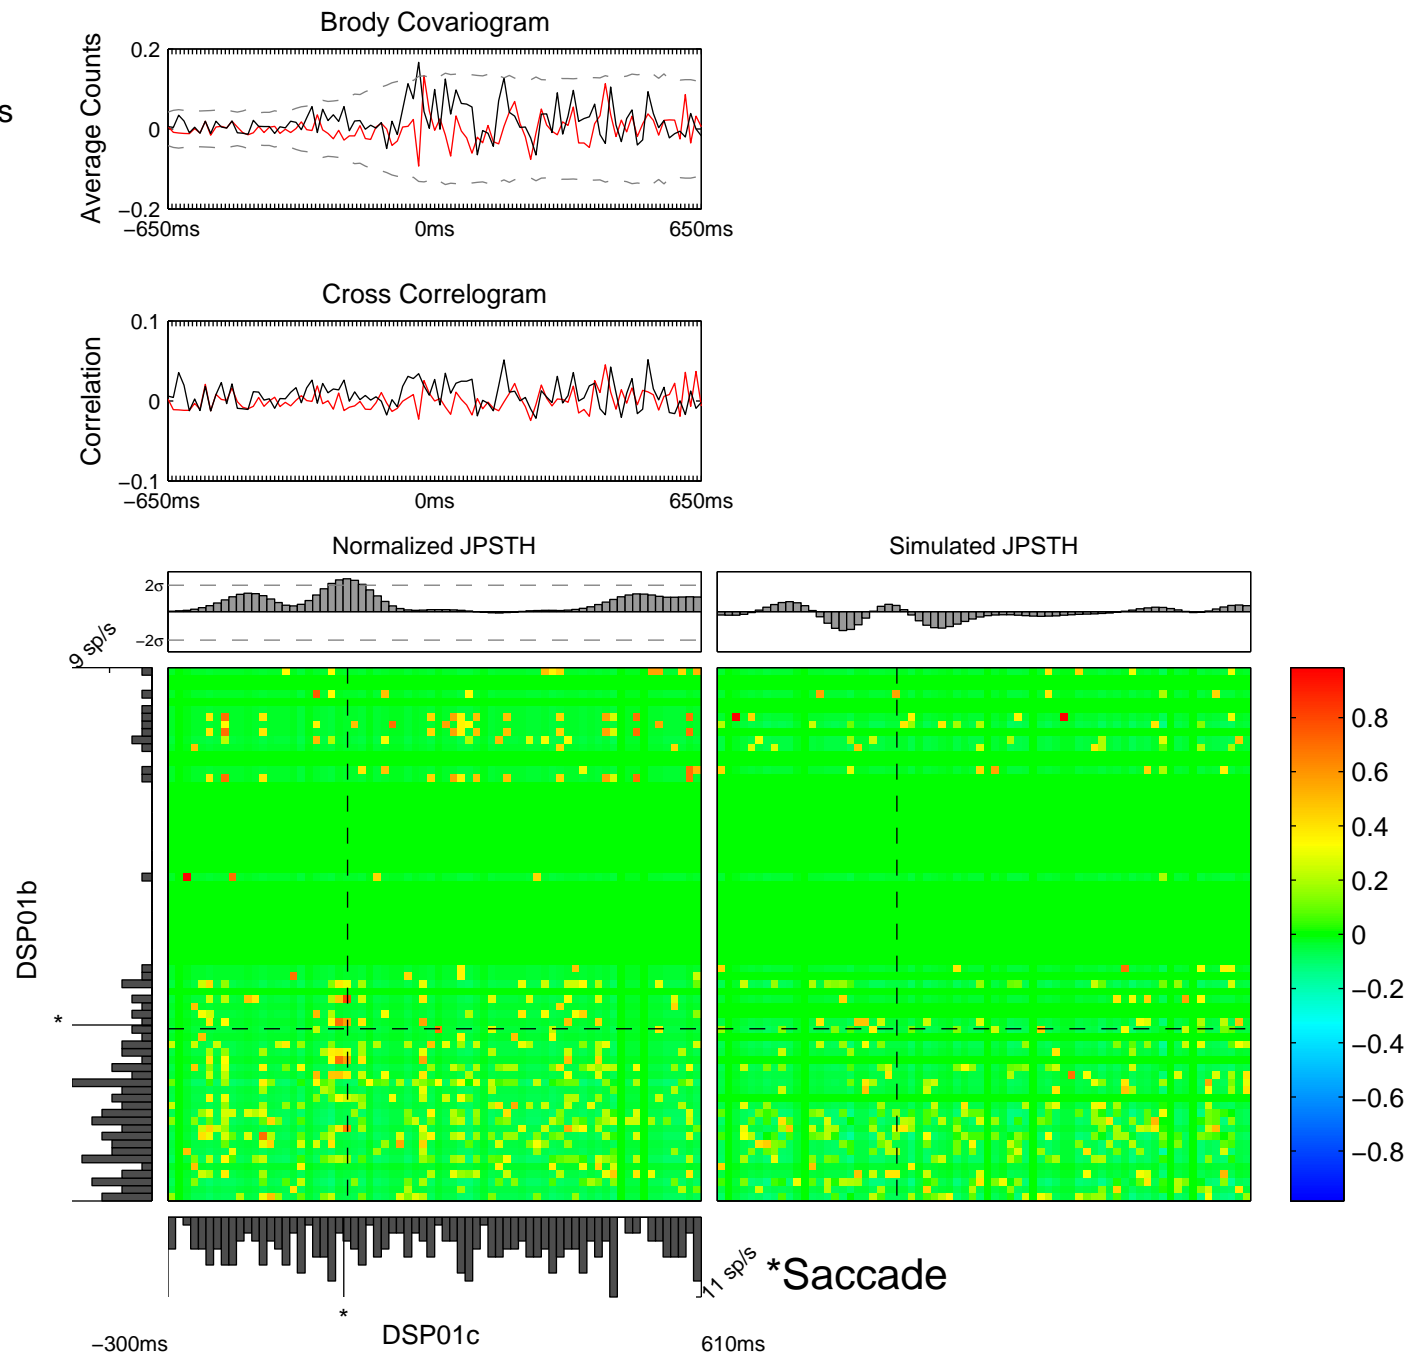 Brody Covariogram
s
Average Counts
0.2
0
−0.2
−650ms
0ms
650ms
Cross Correlogram
Correlation
0.1
0
−0.1
−650ms
0ms
650ms
Normalized JPSTH
Simulated JPSTH
2σ
−2σ
9 sp/s
DSP01b
*
0.8
0.6
0.4
0.2
0
−0.2
−0.4
−0.6
−0.8
11 sp/s
*Saccade
*
DSP01c
−300ms
610ms